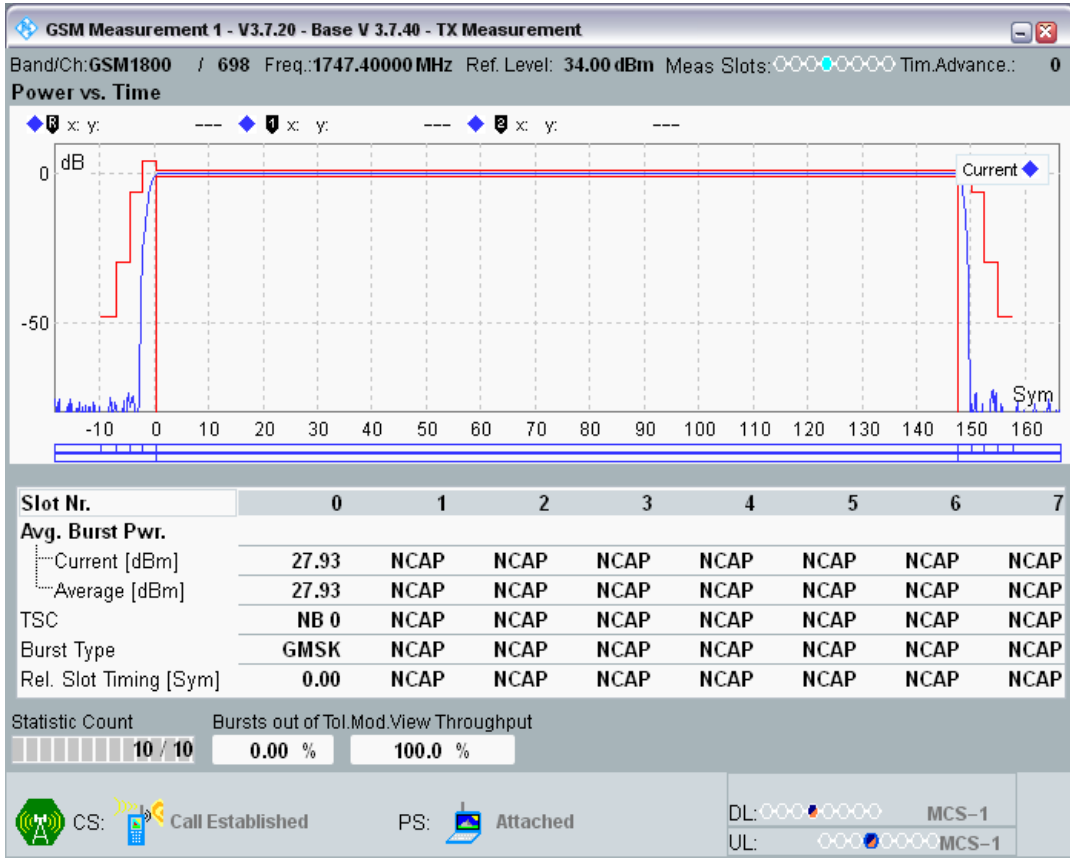 GSM Measurement 1 - V3.7.20 - Base V 3.7.40 - TX Measurement
Band/Ch:GSM1800 / 698 Freq.:1747.40000 MHz Ref. Level: 34.00 dBm Meas Slots: Tim.Advance.: 0
Power vs. Time
R x: y: --- 1 x: y: --- 2 x: y: ---
dB
Current
0
-50
Sym
-10 0 10 20 30 40 50 60 70 80 90 100 110 120 130 140 150 160
Slot Nr. 0 1 2 3 4 5 6 7
Avg. Burst Pwr.
Current [dBm] 27.93 NCAP NCAP NCAP NCAP NCAP NCAP NCAP
Average [dBm] 27.93 NCAP NCAP NCAP NCAP NCAP NCAP NCAP
TSC NB 0 NCAP NCAP NCAP NCAP NCAP NCAP NCAP
Burst Type GMSK NCAP NCAP NCAP NCAP NCAP NCAP NCAP
Rel. Slot Timing [Sym] 0.00 NCAP NCAP NCAP NCAP NCAP NCAP NCAP
Statistic Count Bursts out of Tol.Mod.View Throughput
10 / 10 0.00 % 100.0 %
CS: Call Established PS: Attached
DL: MCS-1
UL: MCS-1